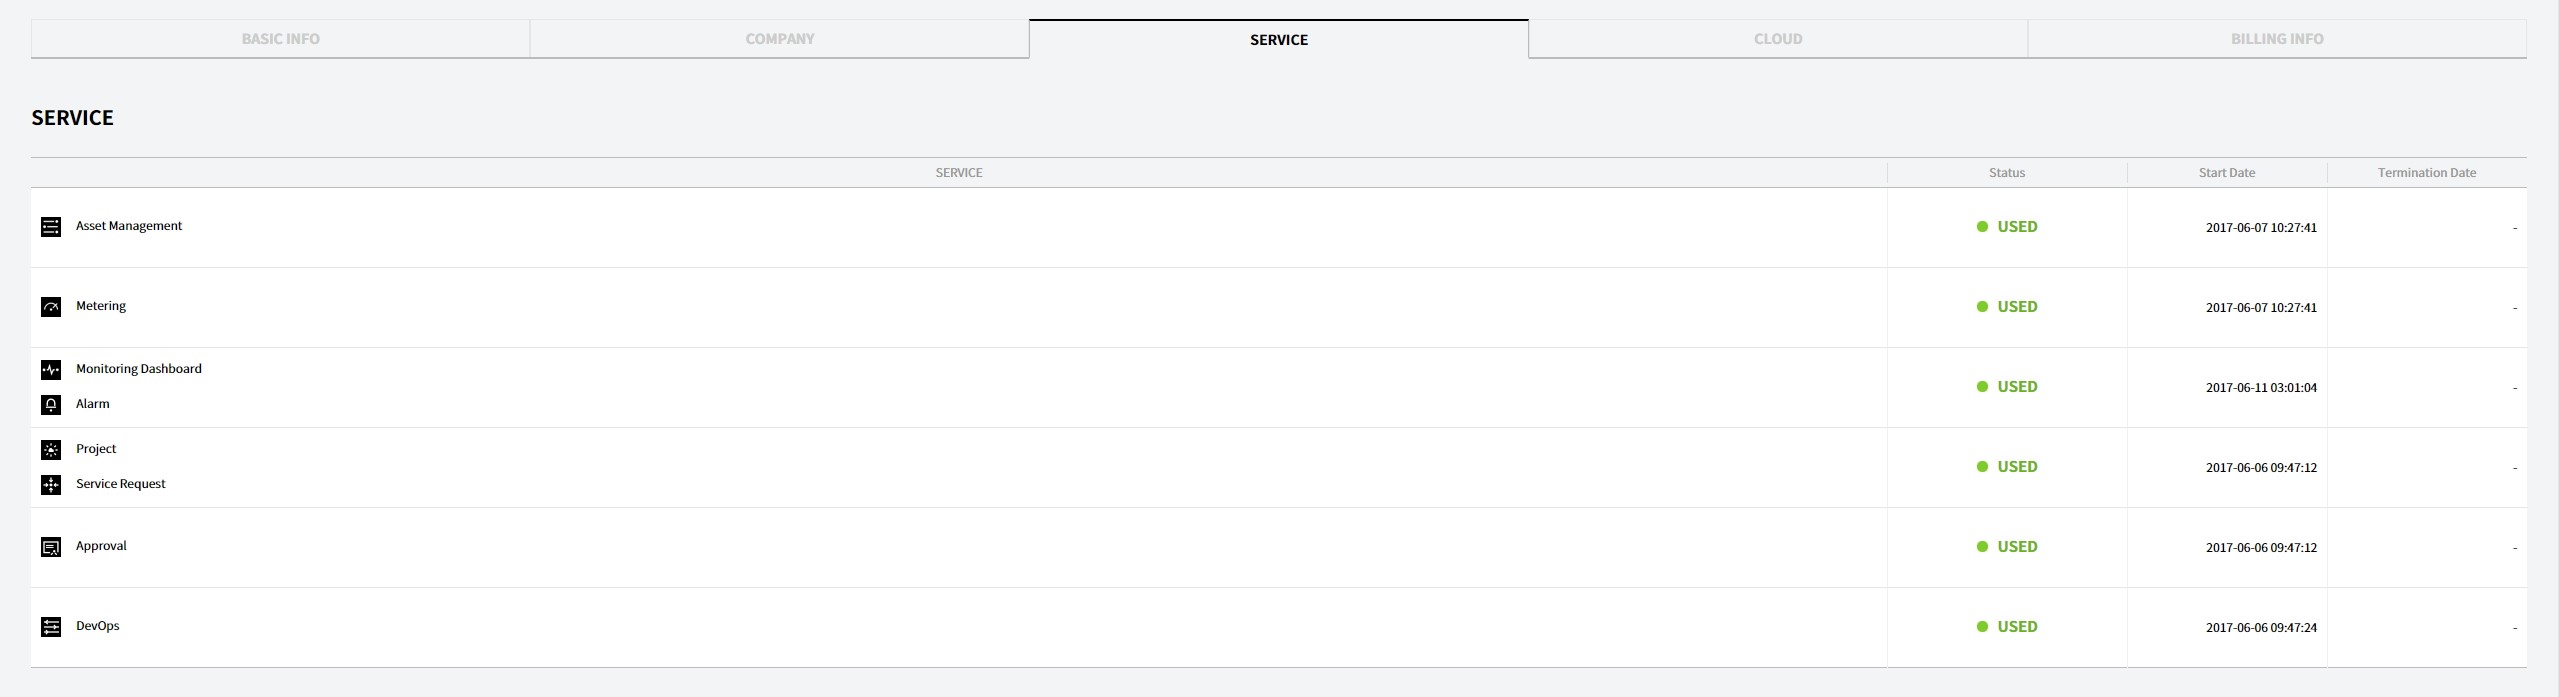 BASIC INFO COMPANY SERVICE CLOUD BILLING INFO
SERVICE
SERVICE Status Start Date Termination Date
Asset Management USED 2017-06-07 10:27:41 -
Metering USED 2017-06-07 10:27:41 -
Monitoring Dashboard
Alarm
USED 2017-06-11 03:01:04 -
Project
Service Request
USED 2017-06-06 09:47:12 -
Approval USED 2017-06-06 09:47:12 -
DevOps USED 2017-06-06 09:47:24 -